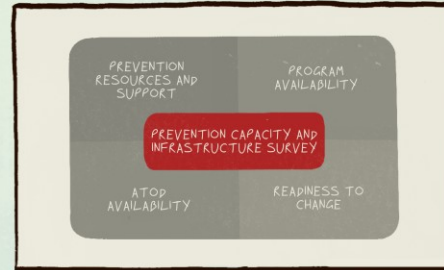 PREVENTION
RESOURCES AND
SUPPORT
PROGRAM
AVAILABILITY
PREVENTION CAPACITY AND
INFRASTRUCTURE SURVEY
ATOD
AVAILABILITY
READINESS TO
CHANGE